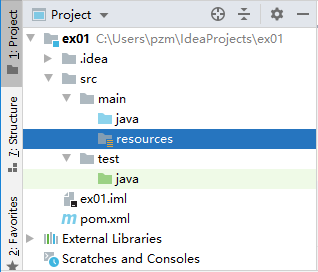 Project
ex01 C:\Users\pzm\IdeaProjects\ex01
.idea
src
main
java
resources
test
java
ex01.iml
pom.xml
External Libraries
Scratches and Consoles
1: Project
7: Structure
2: Favorites